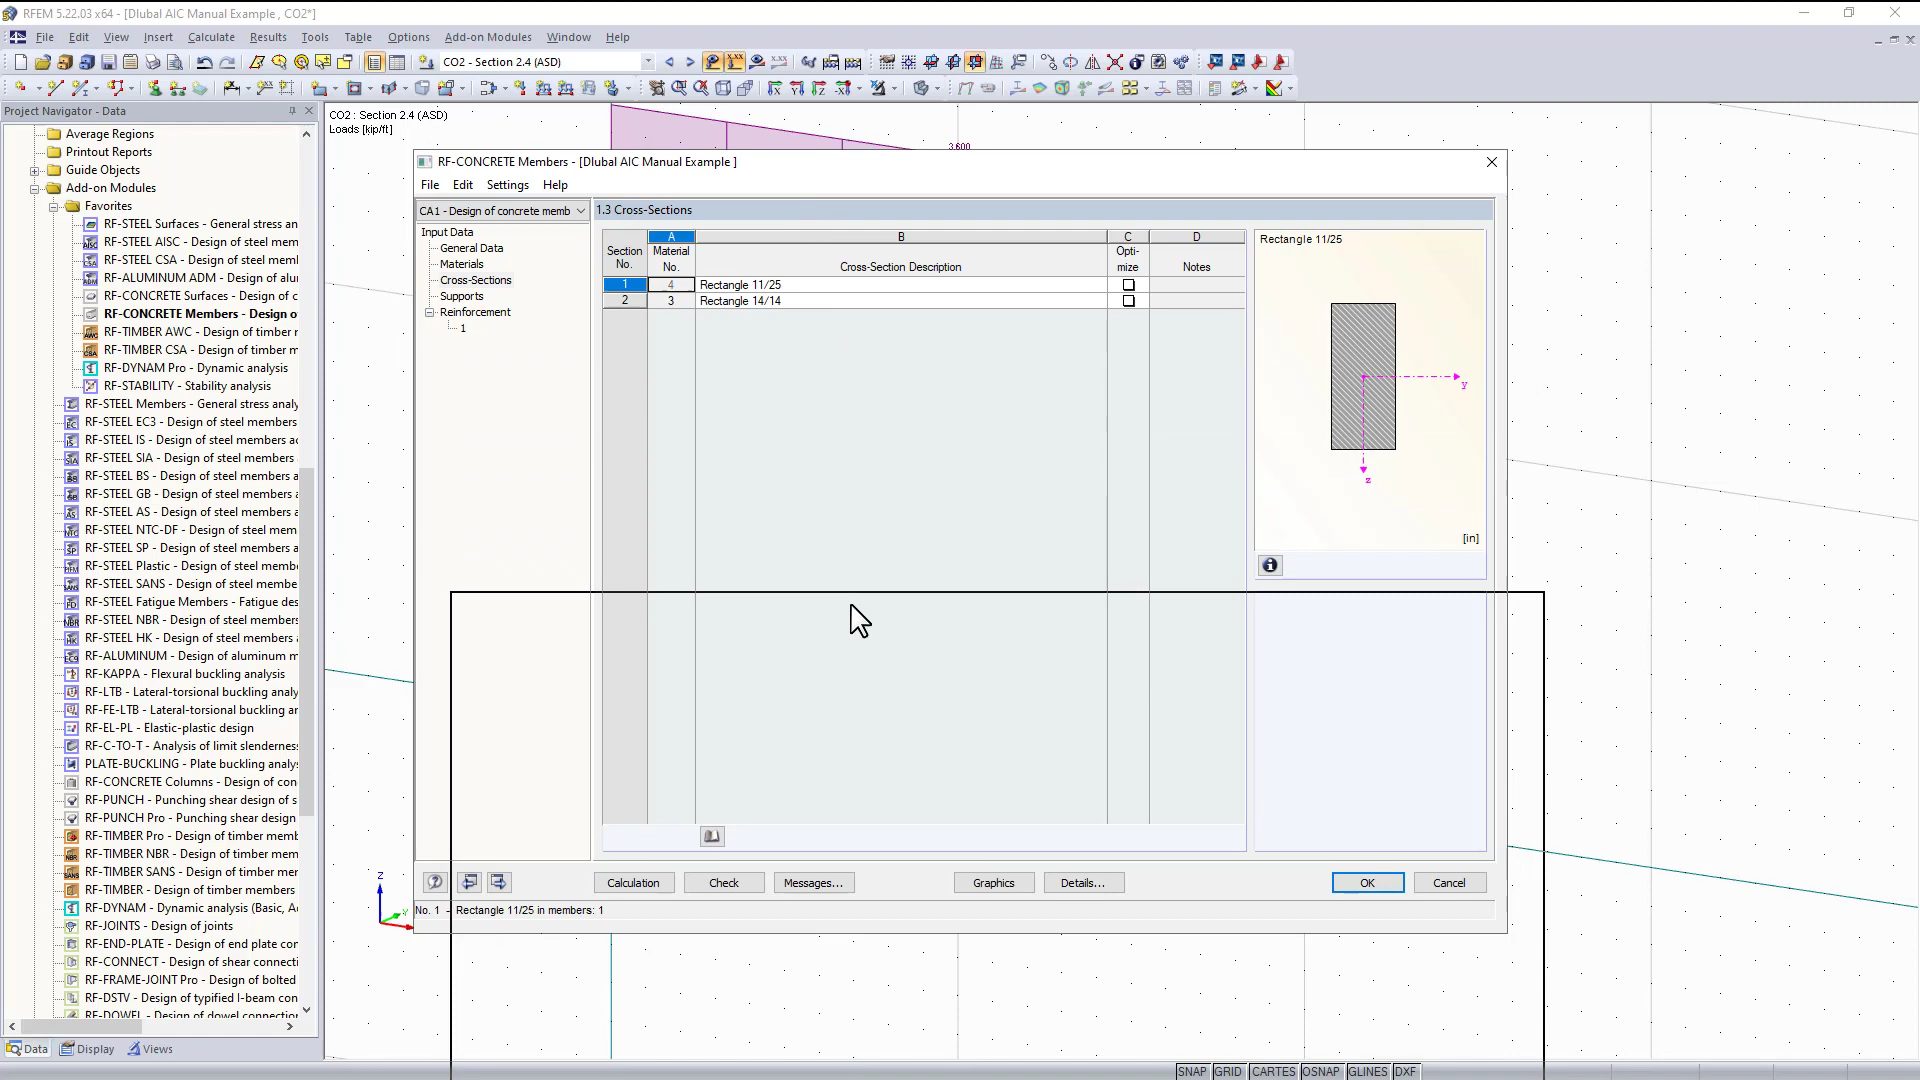 RFEM 5.22.03 x64 - [Dlubal AIC Manual Example , CO2*]
File Edit View Insert Calculate Results Tools Table Options Add-on Modules Window Help
CO2 - Section 2.4 (ASD)
Project Navigator - Data
Average Regions
Printout Reports
Guide Objects
Add-on Modules
Favorites
RF-STEEL Surfaces - General stress an
RF-STEEL AISC - Design of steel mem
RF-STEEL CSA - Design of steel meml
RF-ALUMINUM ADM - Design of alur
RF-CONCRETE Surfaces - Design of c
RF-CONCRETE Members - Design o
RF-TIMBER AWC - Design of timber r
RF-TIMBER CSA - Design of timber m
RF-DYNAM Pro - Dynamic analysis
RF-STABILITY - Stability analysis
RF-STEEL Members - General stress analy
RF-STEEL EC3 - Design of steel members
RF-STEEL IS - Design of steel members ac
RF-STEEL SIA - Design of steel members
RF-STEEL BS - Design of steel members a
RF-STEEL GB - Design of steel members a
RF-STEEL AS - Design of steel members a
RF-STEEL NTC-DF - Design of steel mem
RF-STEEL SP - Design of steel members a
RF-STEEL Plastic - Design of steel memb
RF-STEEL SANS - Design of steel membe
RF-STEEL Fatigue Members - Fatigue des
RF-STEEL NBR - Design of steel members
RF-STEEL HK - Design of steel members a
RF-ALUMINUM - Design of aluminum m
RF-KAPPA - Flexural buckling analysis
RF-LTB - Lateral-torsional buckling analy
RF-FE-LTB - Lateral-torsional buckling ar
RF-EL-PL - Elastic-plastic design
RF-C-TO-T - Analysis of limit slenderness
PLATE-BUCKLING - Plate buckling analys
RF-CONCRETE Columns - Design of con
RF-PUNCH - Punching shear design of s
RF-PUNCH Pro - Punching shear design
RF-TIMBER Pro - Design of timber memb
RF-TIMBER NBR - Design of timber mem
RF-TIMBER SANS - Design of timber mer
RF-TIMBER - Design of timber members
RF-DYNAM - Dynamic analysis (Basic, Ac
RF-JOINTS - Design of joints
RF-END-PLATE - Design of end plate con
RF-CONNECT - Design of shear connecti
RF-FRAME-JOINT Pro - Design of bolted
RF-DSTV - Design of typified I-beam con
RF-DOWEL - Design of dowel connection
Data Display Views
CO2 : Section 2.4 (ASD)
Loads [kip/ft]
3.600
Z
Y
RF-CONCRETE Members - [Dlubal AIC Manual Example ]
File Edit Settings Help
CA1 - Design of concrete memb
Input Data
General Data
Materials
Cross-Sections
Supports
Reinforcement
1
1.3 Cross-Sections
A B C D
Section Material Opti-
No. No. Cross-Section Description mize Notes
1 4 Rectangle 11/25
2 3 Rectangle 14/14
Rectangle 11/25
y
z
[in]
Calculation Check Messages... Graphics Details... OK Cancel
No. 1 - Rectangle 11/25 in members: 1
SNAP GRID CARTES OSNAP GLINES DXF